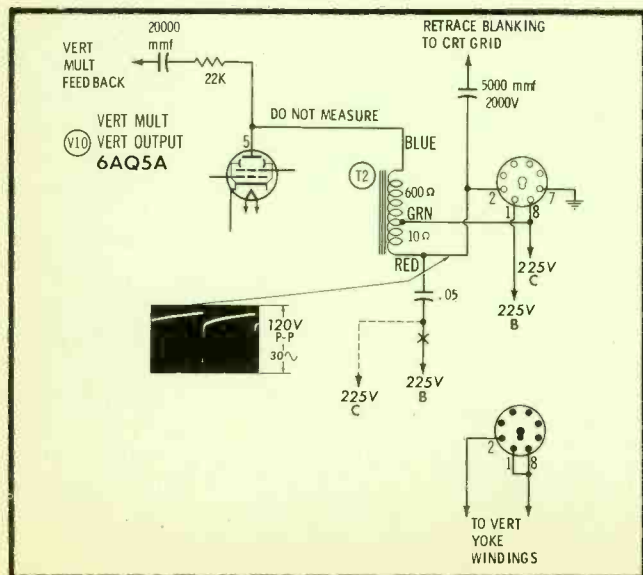 20000
mmf
VERT
MULT
FEED BACK
22K
RETRACE BLANKING
TO CRT GRID
5000 mmf
2000V
DO NOT MEASURE
VERT MULT
V10 VERT OUTPUT
6AQ5A
5
BLUE
T2
600Ω
GRN
10Ω
RED
2
7
1
8
225V
C
225V
B
.05
120V
P-P
30∿
225V
C
225V
B
2
1
8
TO VERT
YOKE
WINDINGS